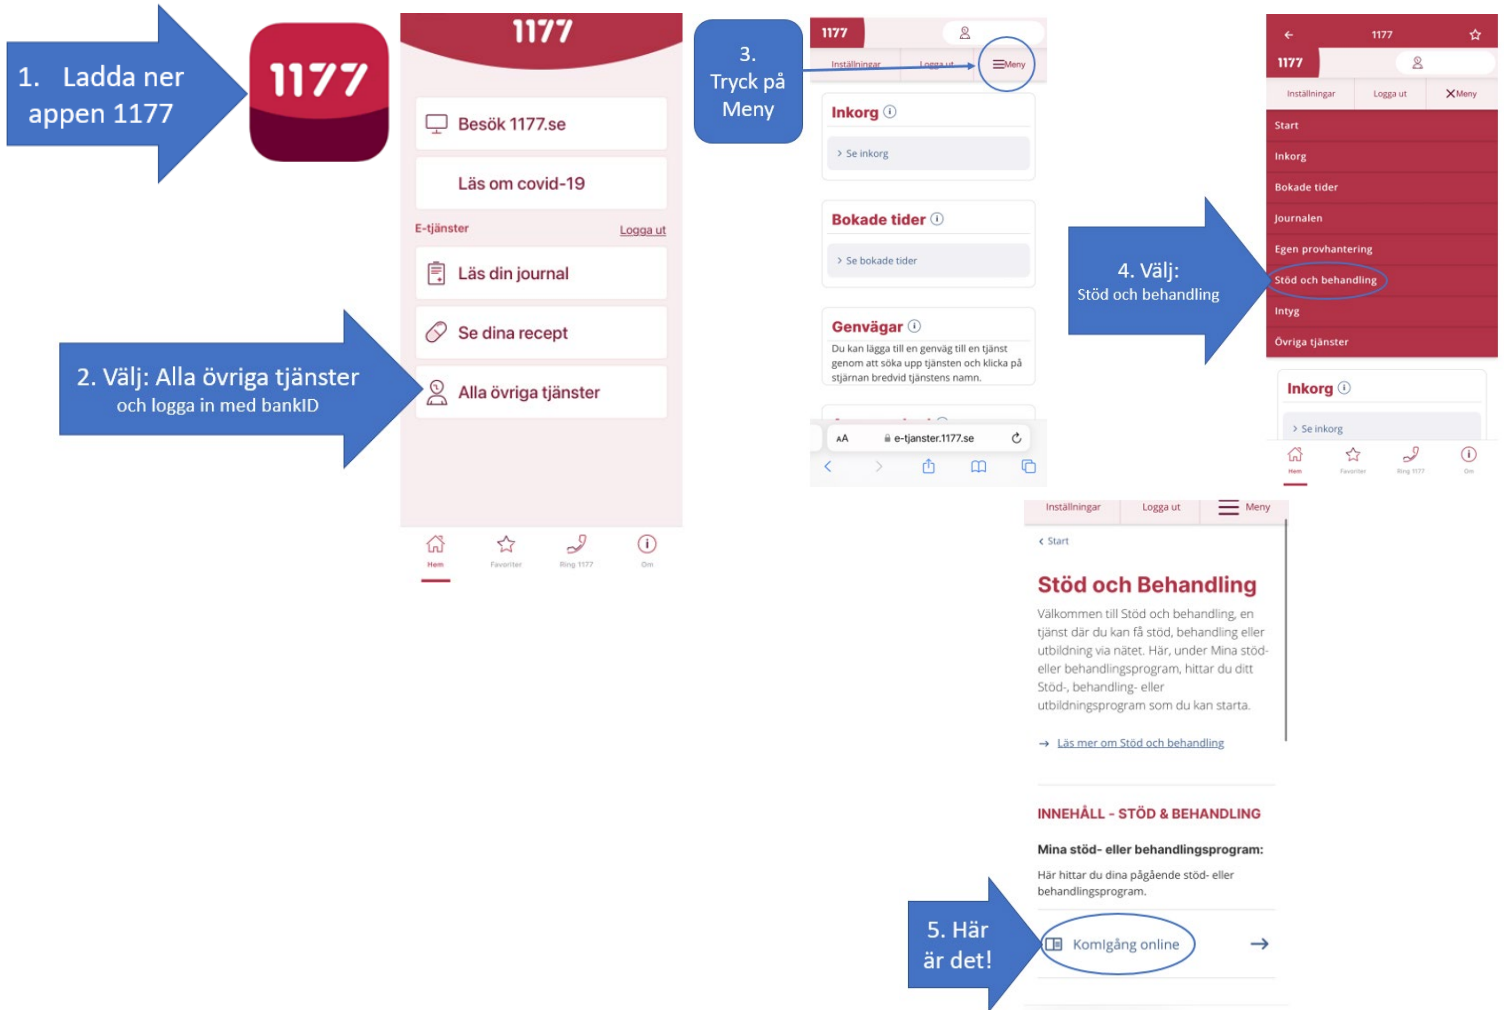 1. Ladda ner
appen 1177
1177
1177
Besök 1177.se
Läs om covid-19
E-tjänster
Logga ut
Läs din journal
Se dina recept
Alla övriga tjänster
Hem
Favoriter
Ring 1177
Om
2. Välj: Alla övriga tjänster
och logga in med bankID
3.
Tryck på
Meny
1177
Inställningar
Logga ut
Meny
Inkorg
> Se inkorg
Bokade tider
> Se bokade tider
Genvägar
Du kan lägga till en genväg till en tjänst
genom att söka upp tjänsten och klicka på
stjärnan bredvid tjänstens namn.
AA
e-tjanster.1177.se
4. Välj:
Stöd och behandling
1177
1177
Inställningar
Logga ut
Meny
Start
Inkorg
Bokade tider
Journalen
Egen provhantering
Stöd och behandling
Intyg
Övriga tjänster
Inkorg
> Se inkorg
Hem
Favoriter
Ring 1177
Om
Inställningar
Logga ut
Meny
< Start
Stöd och Behandling
Välkommen till Stöd och behandling, en
tjänst där du kan få stöd, behandling eller
utbildning via nätet. Här, under Mina stöd-
eller behandlingsprogram, hittar du ditt
Stöd-, behandling- eller
utbildningsprogram som du kan starta.
→ Läs mer om Stöd och behandling
INNEHÅLL - STÖD & BEHANDLING
Mina stöd- eller behandlingsprogram:
Här hittar du dina pågående stöd- eller
behandlingsprogram.
5. Här
är det!
KomIgång online →